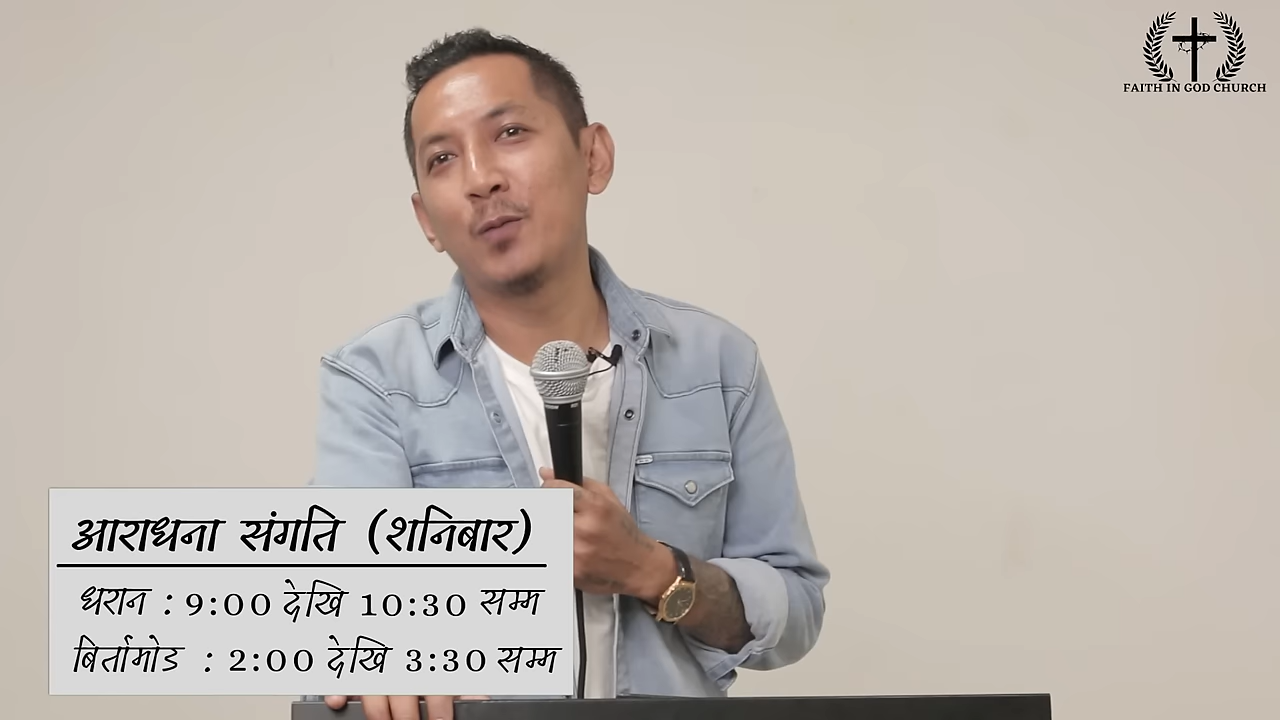 FAITH IN GOD CHURCH
आराधना संगति (शनिबार)
धरान : 9:00 देखि 10:30 सम्म
बिर्तामोड : 2:00 देखि 3:30 सम्म